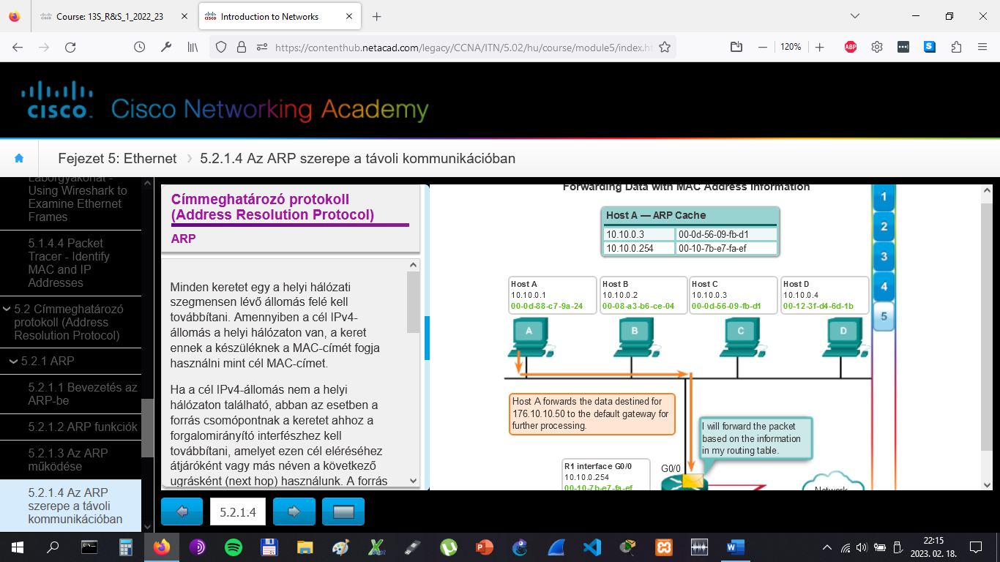 Course: 13S_R&S_1_2022_23
Introduction to Networks
https://contenthub.netacad.com/legacy/CCNA/ITN/5.02/hu/course/module5/index.h
120%
ABP
CISCO
Cisco Networking Academy
Fejezet 5: Ethernet
5.2.1.4 Az ARP szerepe a távoli kommunikációban
Laborgyakorlat -
Using Wireshark to
Examine Ethernet
Frames
5.1.4.4 Packet
Tracer - Identify
MAC and IP
Addresses
5.2 Címmeghatározó
protokoll (Address
Resolution Protocol)
5.2.1 ARP
5.2.1.1 Bevezetés az
ARP-be
5.2.1.2 ARP funkciók
5.2.1.3 Az ARP
működése
5.2.1.4 Az ARP
szerepe a távoli
kommunikációban
Címmeghatározó protokoll
(Address Resolution Protocol)
ARP
Minden keretet egy a helyi hálózati
szegmensen lévő állomás felé kell
továbbítani. Amennyiben a cél IPv4-
állomás a helyi hálózaton van, a keret
ennek a készüléknek a MAC-címét fogja
használni mint cél MAC-címet.
Ha a cél IPv4-állomás nem a helyi
hálózaton található, abban az esetben a
forrás csomópontnak a keretet ahhoz a
forgalomirányító interfészhez kell
továbbítani, amelyet ezen cél eléréséhez
átjáróként vagy más néven a következő
ugrásként (next hop) használunk. A forrás
5.2.1.4
Forwarding Data with MAC Address Information
Host A — ARP Cache
10.10.0.3 00-0d-56-09-fb-d1
10.10.0.254 00-10-7b-e7-fa-ef
Host A
10.10.0.1
00-0d-88-c7-9a-24
Host B
10.10.0.2
00-08-a3-b6-ce-04
Host C
10.10.0.3
00-0d-56-09-fb-d1
Host D
10.10.0.4
00-12-3f-d4-6d-1b
A
B
C
D
Host A forwards the data destined for
176.10.10.50 to the default gateway for
further processing.
I will forward the packet
based on the information
in my routing table.
R1 interface G0/0
10.10.0.254
00-10-7b-e7-fa-ef
G0/0
Network
1
2
3
4
5
22:15
2023. 02. 18.